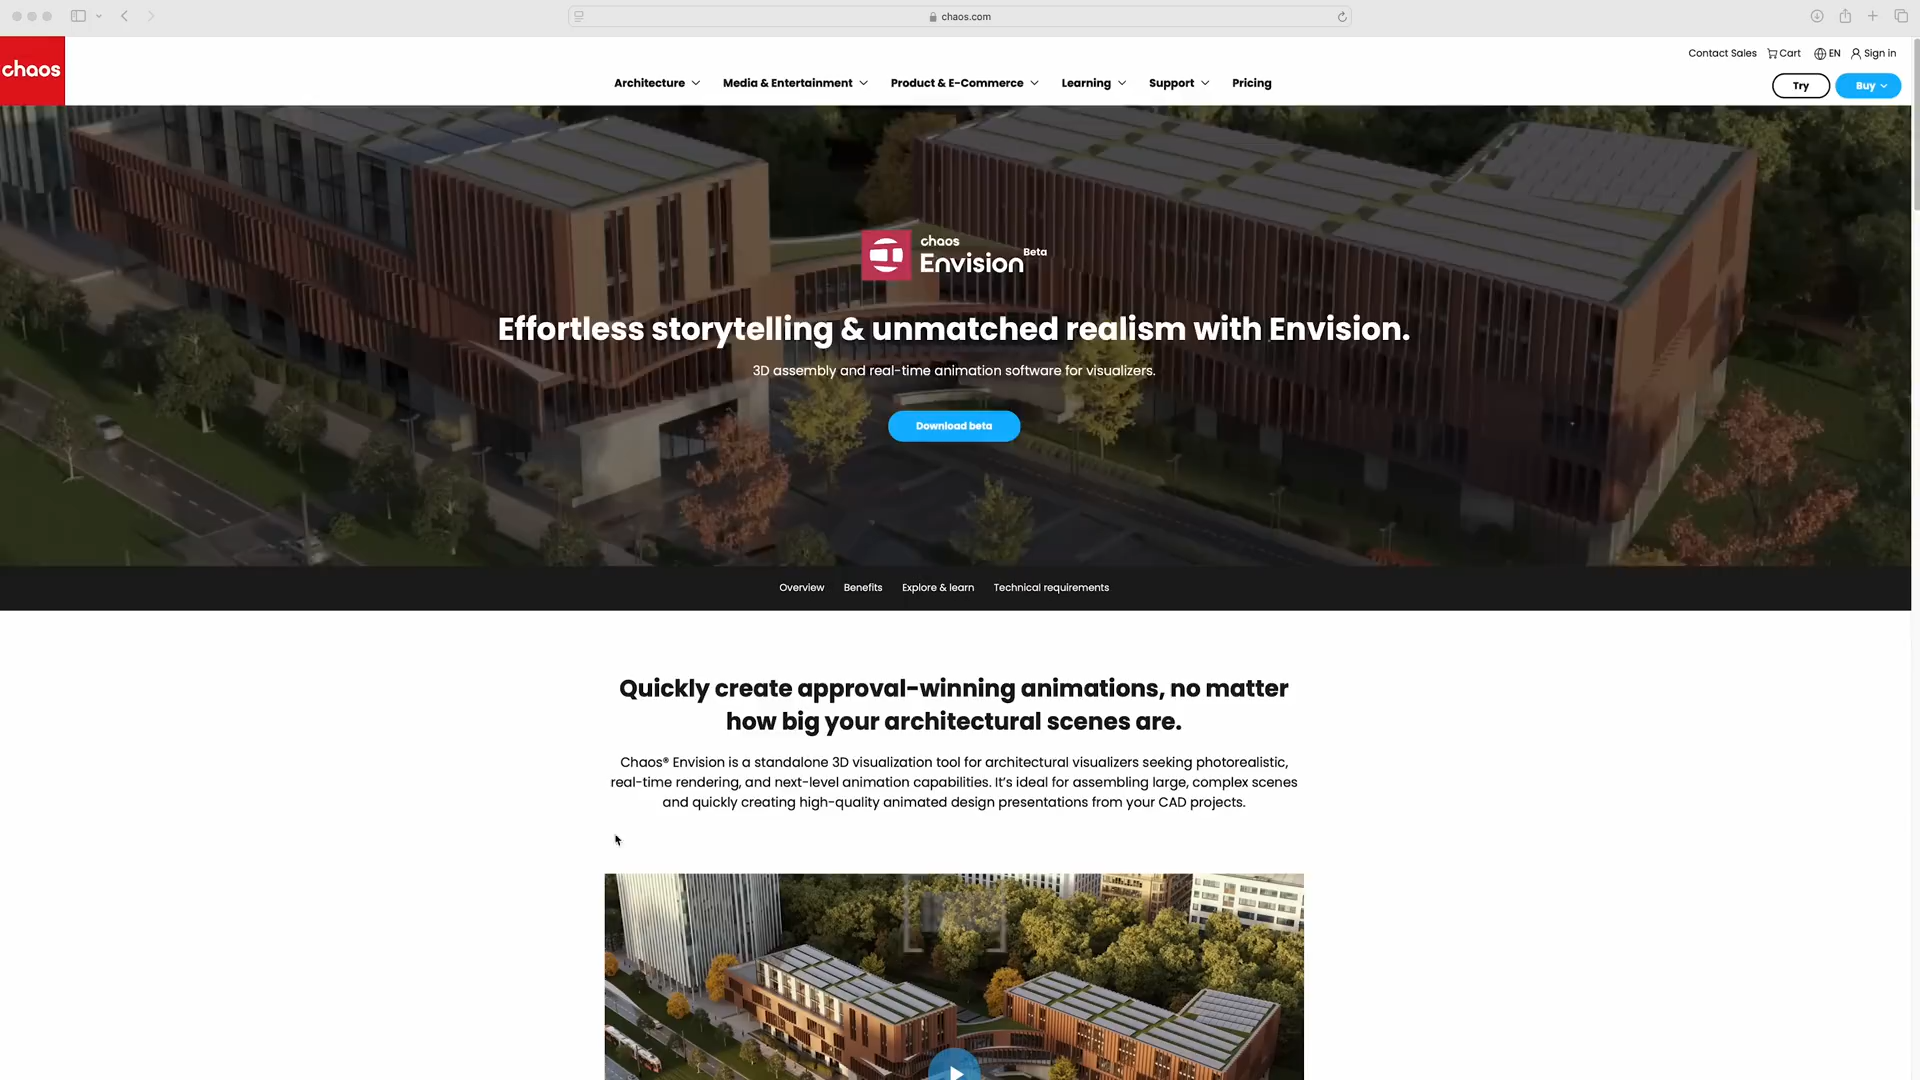 chaos.com
chaos
Contact Sales Cart EN Sign in
Architecture Media & Entertainment Product & E-Commerce Learning Support Pricing
Try Buy
chaos
Envision Beta
Effortless storytelling & unmatched realism with Envision.
3D assembly and real-time animation software for visualizers.
Download beta
Overview Benefits Explore & learn Technical requirements
Quickly create approval-winning animations, no matter
how big your architectural scenes are.
Chaos® Envision is a standalone 3D visualization tool for architectural visualizers seeking photorealistic,
real-time rendering, and next-level animation capabilities. It's ideal for assembling large, complex scenes
and quickly creating high-quality animated design presentations from your CAD projects.